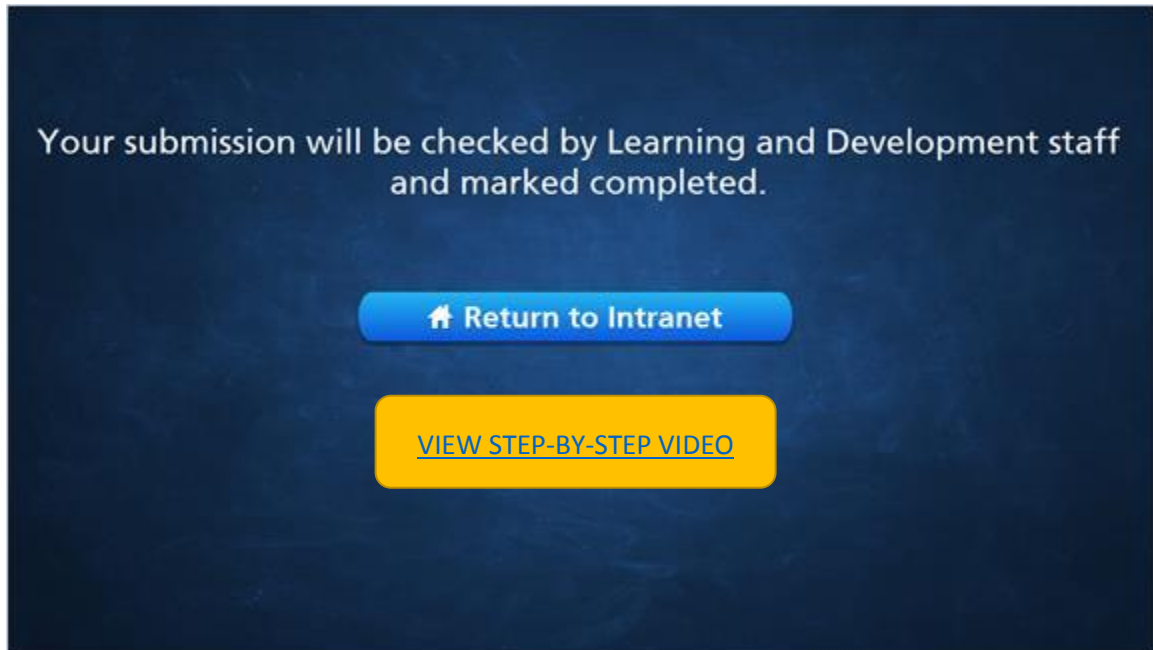 Your submission will be checked by Learning and Development staff
and marked completed.
Return to Intranet
VIEW STEP-BY-STEP VIDEO